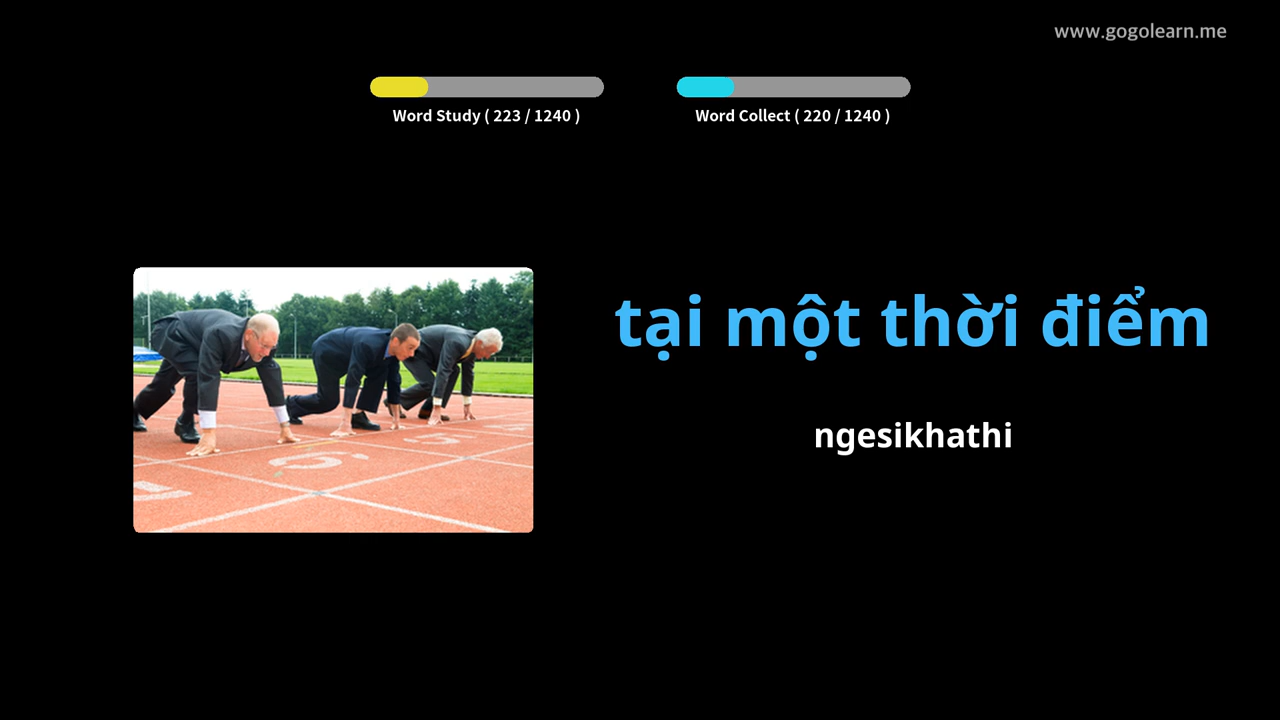 www.gogolearn.me
Word Study ( 223 / 1240 )
Word Collect ( 220 / 1240 )
tại một thời điểm
ngesikhathi